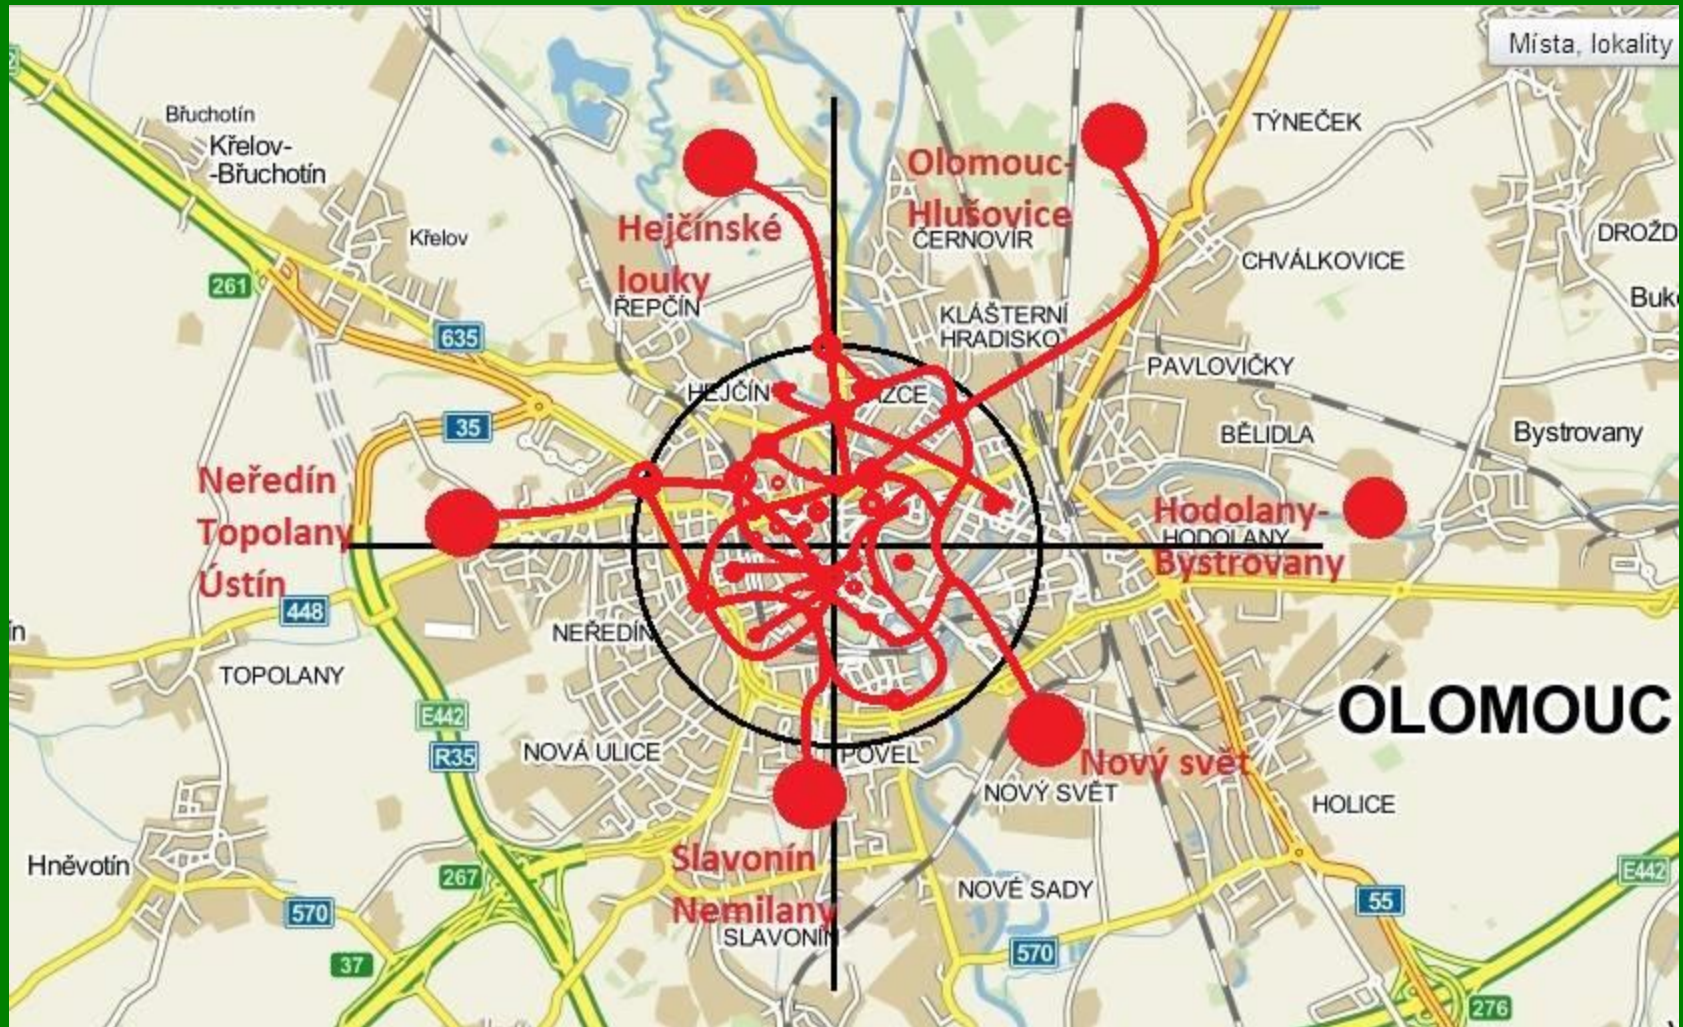 Místa, lokality
Břuchotín
Křelov-
-Břuchotín
TÝNEČEK
Olomouc-
Hlušovice
Hejčínské
louky
Křelov
ČERNOVÍR
DROŽD
CHVÁLKOVICE
261
ŘEPČÍN
Buk
KLÁŠTERNÍ
HRADISKO
635
PAVLOVIČKY
HEJČÍN
AZCE
35
BĚLIDLA
Bystrovany
Neředín
Topolany
Ústín
Hodolany-
HODOLANY
Bystrovany
448
ín
NEŘEDÍN
TOPOLANY
E442
OLOMOUC
R35
NOVÁ ULICE
POVEL
Nový svět
NOVÝ SVĚT
HOLICE
Hněvotín
Slavonín
Nemilany
SLAVONÍN
267
NOVÉ SADY
E442
570
55
570
37
276